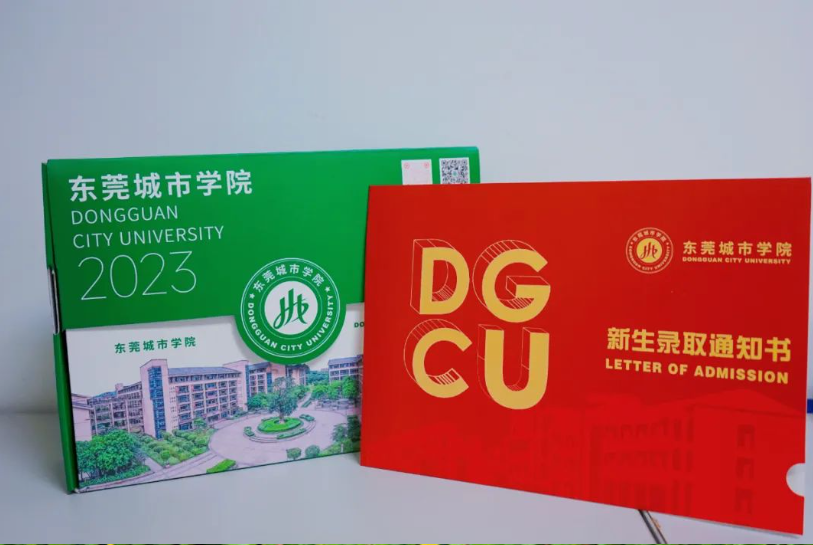 东莞城市学院
DONGGUAN
CITY UNIVERSITY
2023
东莞城市学院
DONGGUAN CITY UNIVERSITY
东莞城市学院
DG
CU
东莞城市学院
DONGGUAN CITY UNIVERSITY
新生录取通知书
LETTER OF ADMISSION